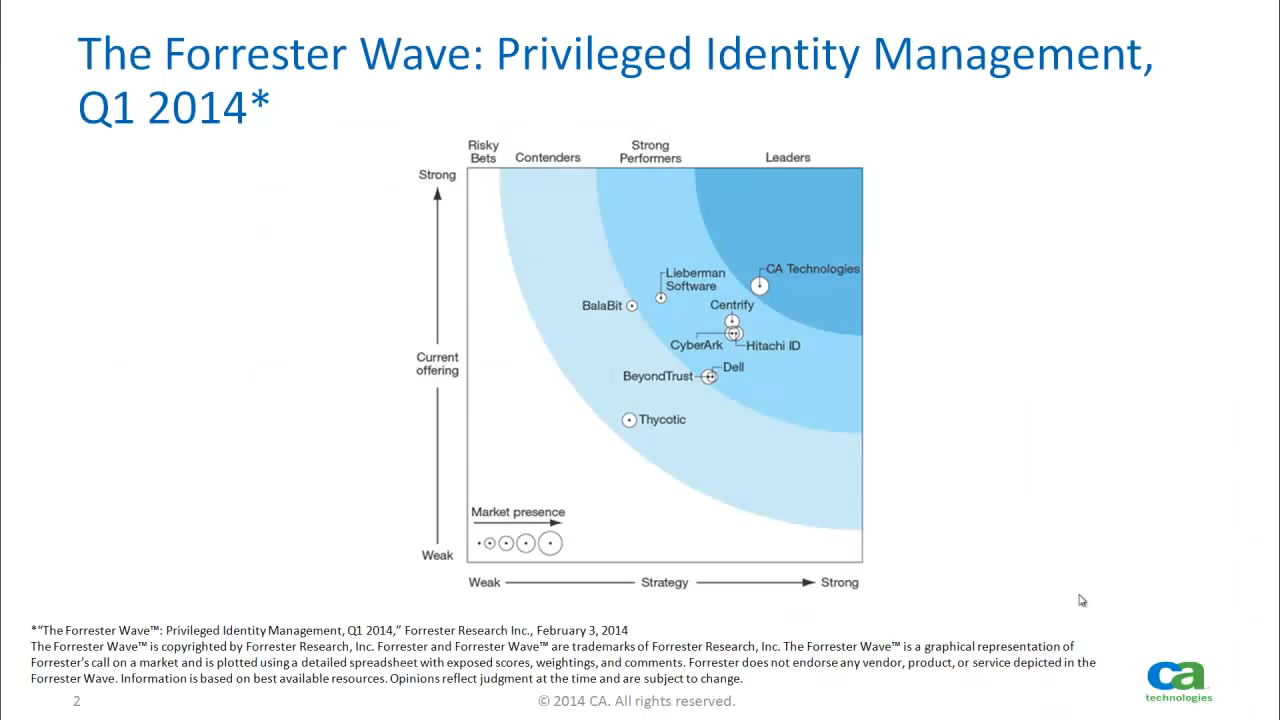 The Forrester Wave: Privileged Identity Management,
Q1 2014*
Risky
Bets
Contenders
Strong
Performers
Leaders
Strong
CA Technologies
Lieberman
Software
BalaBit
Centrify
CyberArk
Hitachi ID
Current
offering
Dell
BeyondTrust
Thycotic
Market presence
Weak
Weak
Strategy
Strong
*“The Forrester Wave™: Privileged Identity Management, Q1 2014,” Forrester Research Inc., February 3, 2014
The Forrester Wave™ is copyrighted by Forrester Research, Inc. Forrester and Forrester Wave™ are trademarks of Forrester Research, Inc. The Forrester Wave™ is a graphical representation of
Forrester's call on a market and is plotted using a detailed spreadsheet with exposed scores, weightings, and comments. Forrester does not endorse any vendor, product, or service depicted in the
Forrester Wave. Information is based on best available resources. Opinions reflect judgment at the time and are subject to change.
2
© 2014 CA. All rights reserved.
ca
technologies